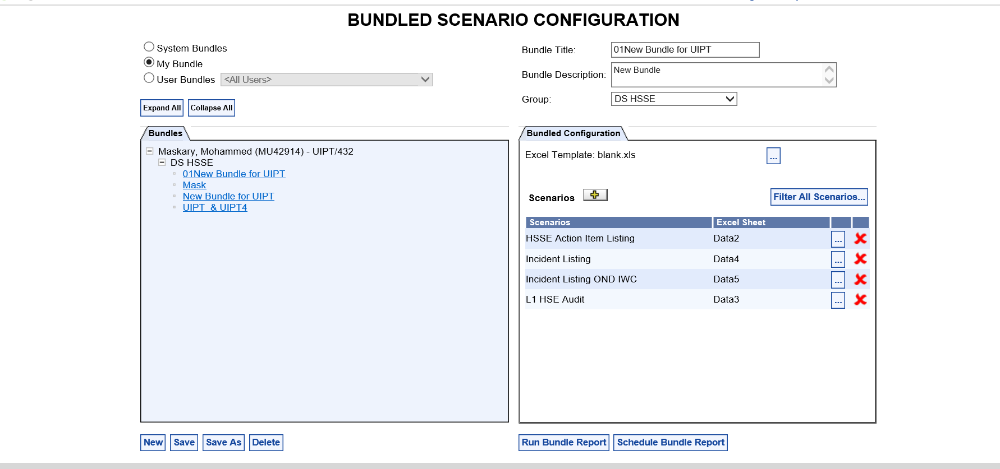 BUNDLED SCENARIO CONFIGURATION
System Bundles
My Bundle
User Bundles <All Users>
Expand All Collapse All
Bundle Title: 01New Bundle for UIPT
Bundle Description: New Bundle
Group: DS HSSE
Bundles
Maskary, Mohammed (MU42914) - UIPT/432
DS HSSE
01New Bundle for UIPT
Mask
New Bundle for UIPT
UIPT & UIPT4
Bundled Configuration
Excel Template: blank.xls ...
Scenarios Filter All Scenarios...
Scenarios Excel Sheet
HSSE Action Item Listing Data2 ...
Incident Listing Data4 ...
Incident Listing OND IWC Data5 ...
L1 HSE Audit Data3 ...
New Save Save As Delete
Run Bundle Report Schedule Bundle Report